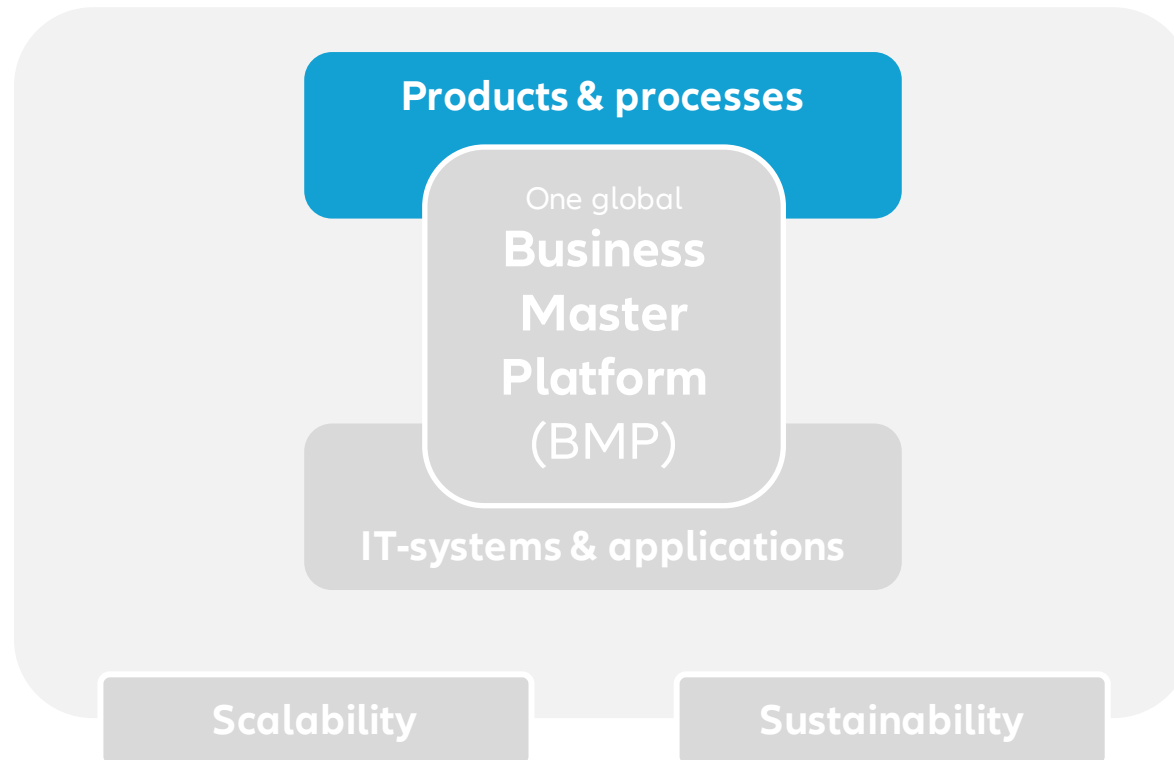 Products & processes
One global
Business
Master
Platform
(BMP)
IT-systems & applications
Scalability
Sustainability